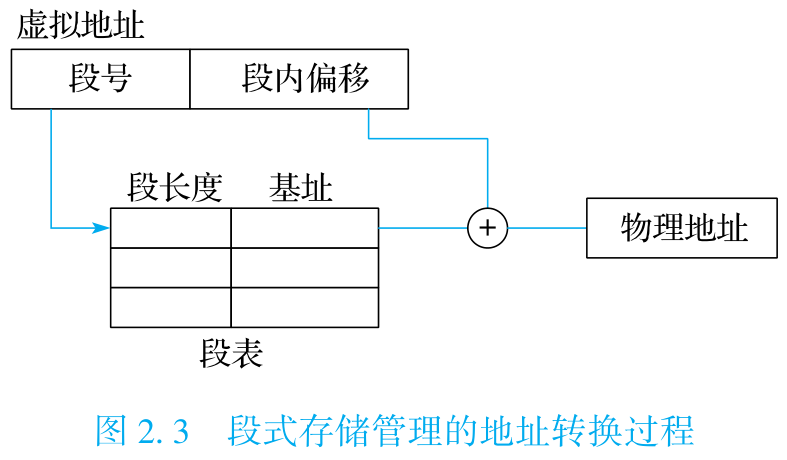 虚拟地址
段号 段内偏移
段长度 基址
+
物理地址
段表
图 2.3 段式存储管理的地址转换过程